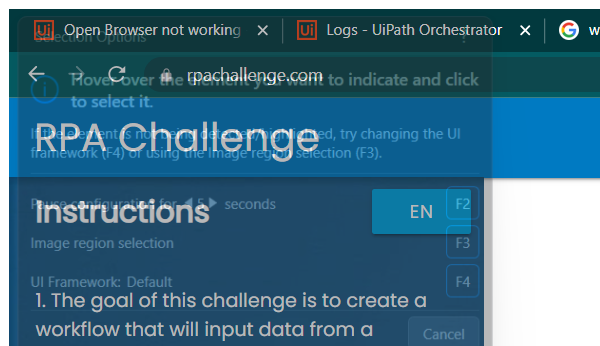 Open Browser not working
Logs - UiPath Orchestrator
w
Selection Options
rpachallenge.com
Hover over the element you want to indicate and click
to select it.
RPA Challenge
If the element is not being detected/highlighted, try changing the UI
framework (F4) or using the image region selection (F3).
Pause configuration for 5 seconds
F2
Instructions
EN
Image region selection
F3
UI Framework: Default
F4
1. The goal of this challenge is to create a
workflow that will input data from a
Cancel